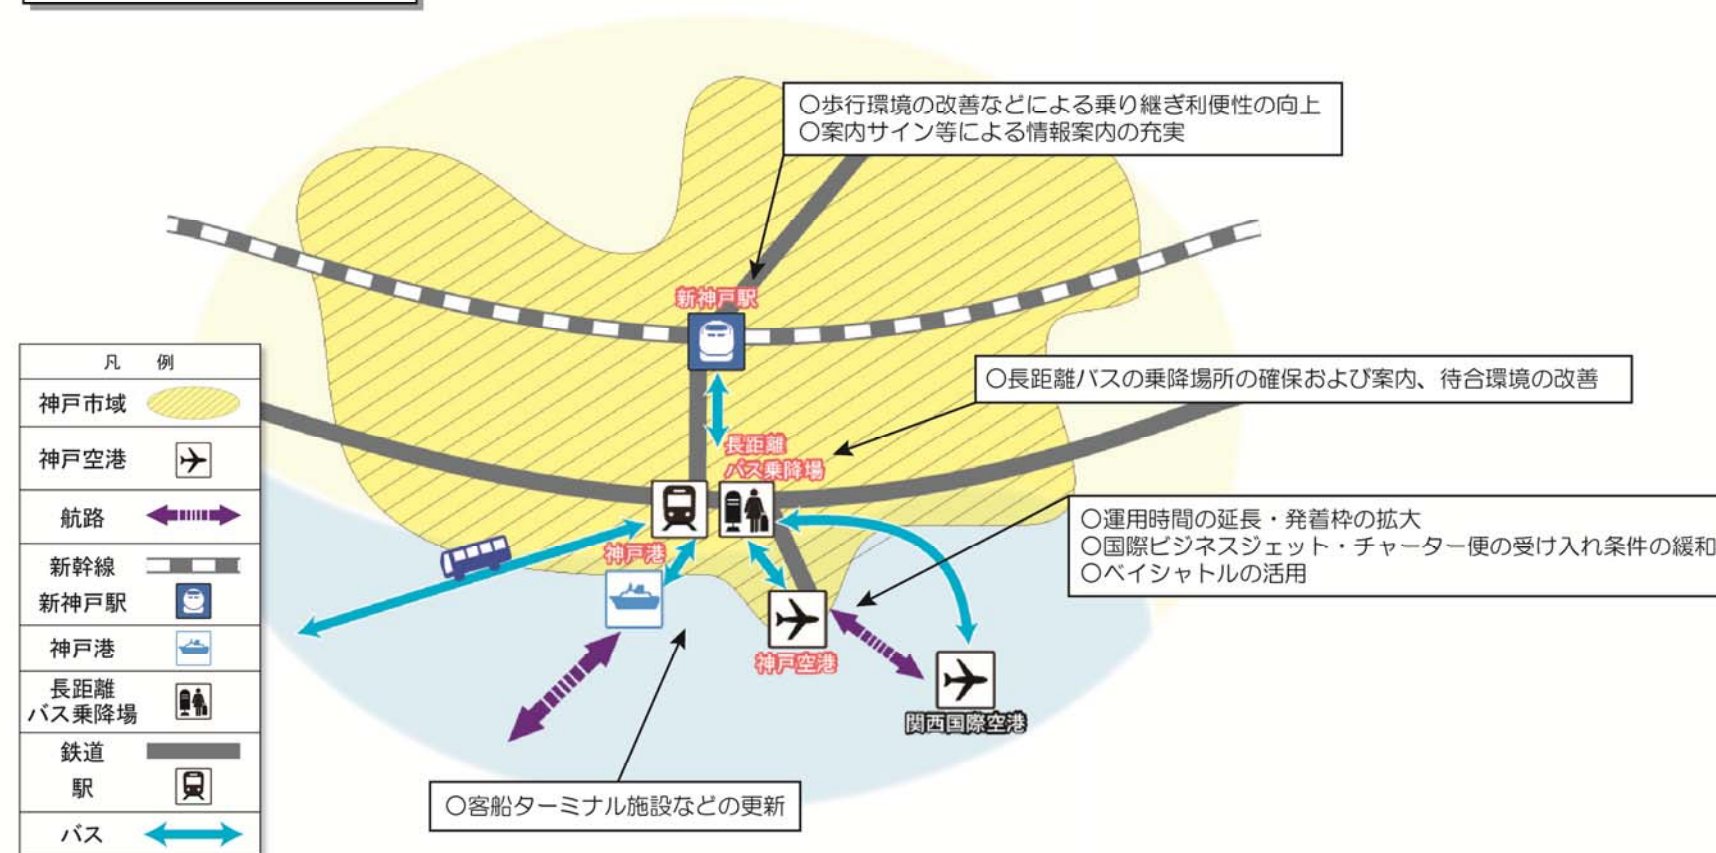 ○歩行環境の改善などによる乗り継ぎ利便性の向上
○案内サイン等による情報案内の充実
新神戸駅
○長距離バスの乗降場所の確保および案内、待合環境の改善
長距離
バス乗降場
○運用時間の延長・発着枠の拡大
○国際ビジネスジェット・チャーター便の受け入れ条件の緩和
○ベイシャトルの活用
神戸港
神戸空港
関西国際空港
○客船ターミナル施設などの更新
凡 例
神戸市域
神戸空港
航路
新幹線
新神戸駅
神戸港
長距離
バス乗降場
鉄道
駅
バス